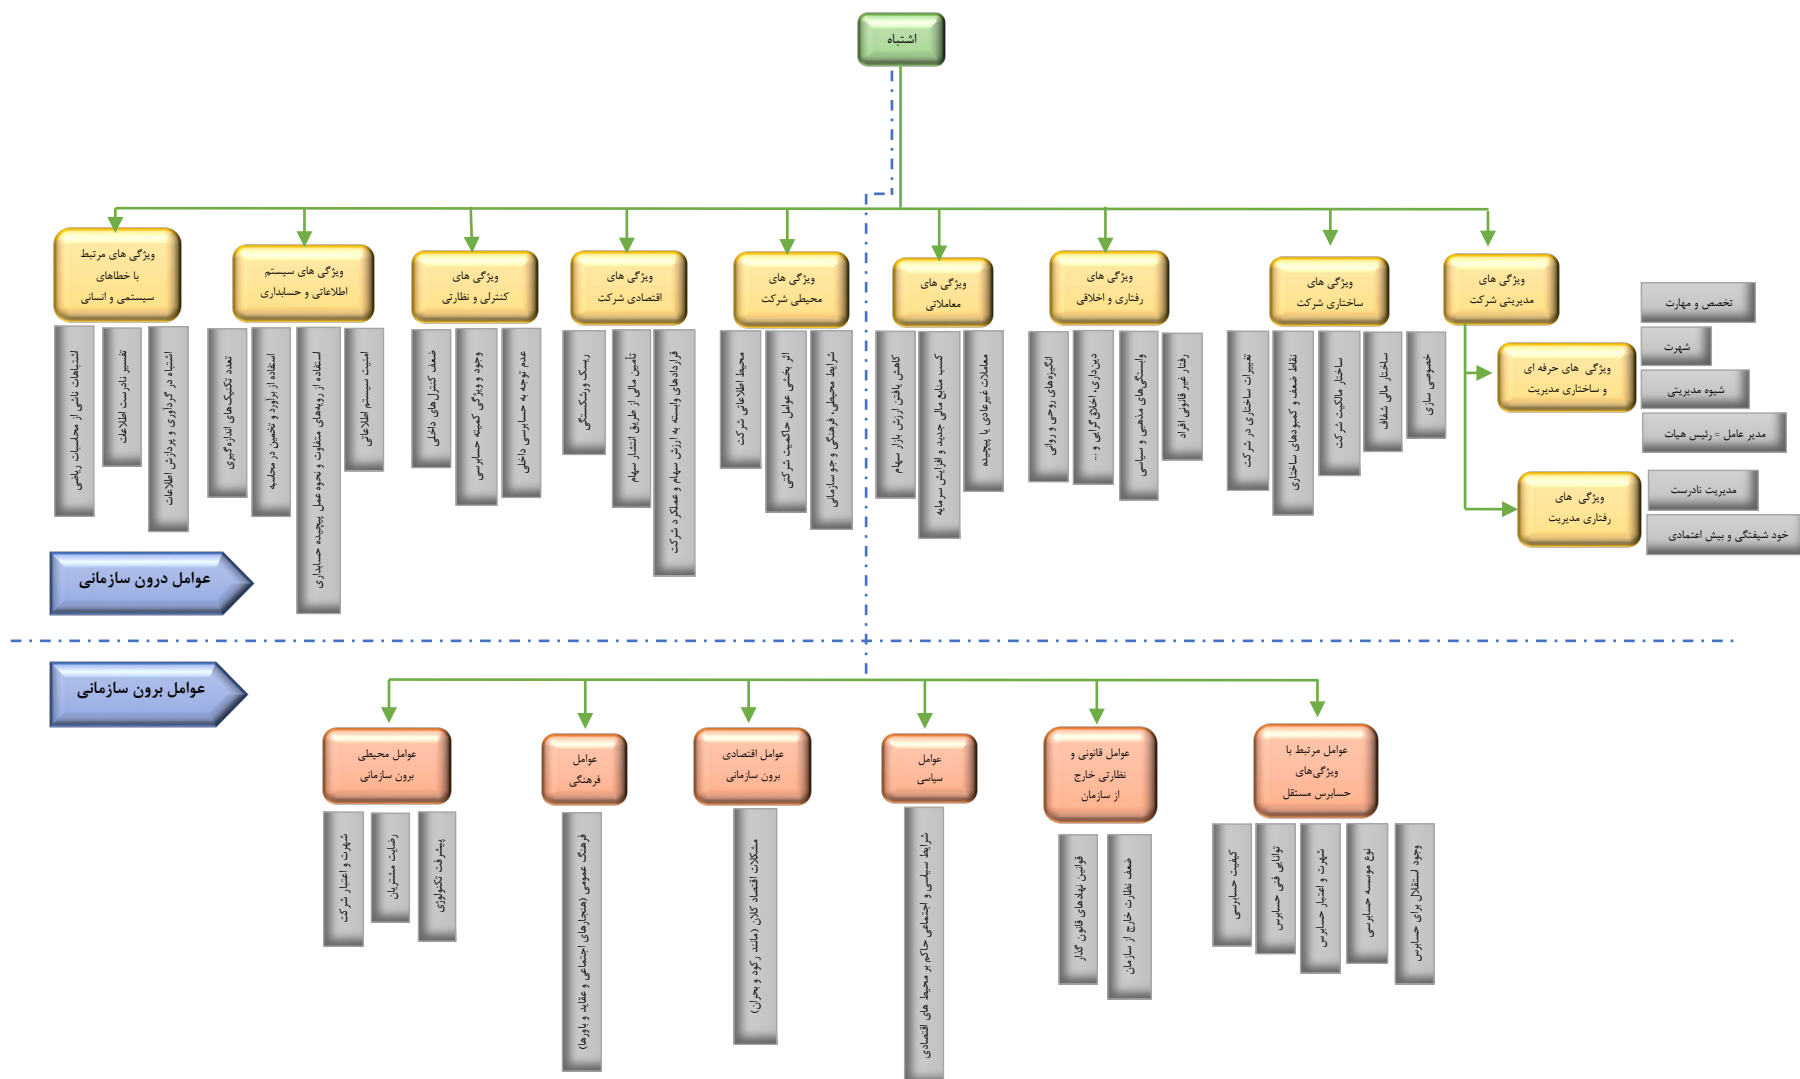 اشتباه
ویژگی های
مدیریتی شرکت
تخصص و مهارت
شهرت
شیوه مدیریتی
مدیر عامل = رئیس هیات
ویژگی های حرفه ای
و ساختاری مدیریت
مدیریت نادرست
خود شیفتگی و بیش اعتمادی
ویژگی های
رفتاری مدیریت
ویژگی های
ساختاری شرکت
خصوصی سازی
ساختار مالی شفاف
ساختار مالکیت شرکت
نقاط ضعف و کمبودهای ساختاری
تغییرات ساختاری در شرکت
ویژگی های
رفتاری و اخلاقی
رفتار غیر قانونی افراد
وابستگی‌های مذهبی و سیاسی
دین‌داری، اخلاق گرایی و ...
انگیزه‌های روحی و روانی
ویژگی های
معاملاتی
معاملات غیرعادی یا پیچیده
کسب منابع مالی جدید و افزایش سرمایه
کاهش یافتن ارزش بازار سهام
ویژگی های
محیطی شرکت
شرایط محیطی، فرهنگی و جو سازمانی
اثر بخشی عوامل حاکمیت شرکتی
محیط اطلاعاتی شرکت
ویژگی های
اقتصادی شرکت
قراردادهای وابسته به ارزش سهام و عملکرد شرکت
تأمین مالی از طریق انتشار سهام
ریسک ورشکستگی
ویژگی های
کنترلی و نظارتی
عدم توجه به حسابرسی داخلی
وجود و ویژگی کمیته حسابرسی
ضعف کنترل‌های داخلی
ویژگی های سیستم
اطلاعاتی و حسابداری
امنیت سیستم اطلاعاتی
استفاده از رویه‌های متفاوت و نحوه عمل پیچیده حسابداری
استفاده از برآورد و تخمین در محاسبه
تعدد تکنیک‌های اندازه‌گیری
ویژگی های مرتبط
با خطاهای
سیستمی و انسانی
اشتباه در گردآوری و پردازش اطلاعات
تفسیر نادرست اطلاعات
اشتباهات ناشی از محاسبات ریاضی
عوامل درون سازمانی
عوامل برون سازمانی
عوامل مرتبط با
ویژگی‌های
حسابرس مستقل
وجود استقلال برای حسابرس
نوع موسسه حسابرسی
شهرت و اعتبار حسابرس
توانایی فنی حسابرس
کیفیت حسابرسی
عوامل قانونی و
نظارتی خارج
از سازمان
ضعف نظارت خارج از سازمان
قوانین نهادهای قانون گذار
عوامل
سیاسی
شرایط سیاسی و اجتماعی حاکم بر محیط های اقتصادی
عوامل اقتصادی
برون سازمانی
مشکلات اقتصاد کلان (مانند رکود و بحران)
عوامل
فرهنگی
فرهنگ عمومی (هنجارهای اجتماعی و عقاید و باورها)
عوامل محیطی
برون سازمانی
پیشرفت تکنولوژی
رضایت مشتریان
شهرت و اعتبار شرکت